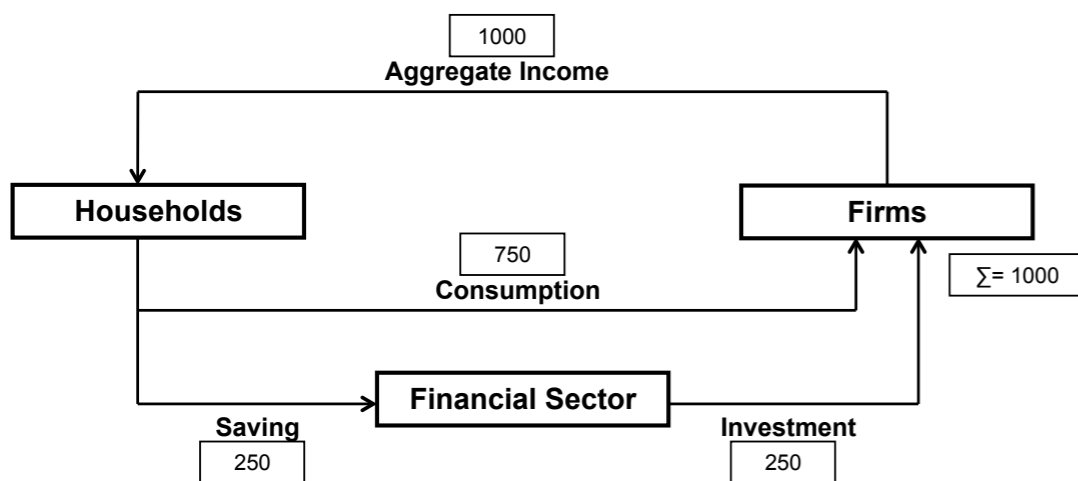 1000
Aggregate Income
Households
Firms
750
Consumption
∑= 1000
Financial Sector
Saving
Investment
250
250